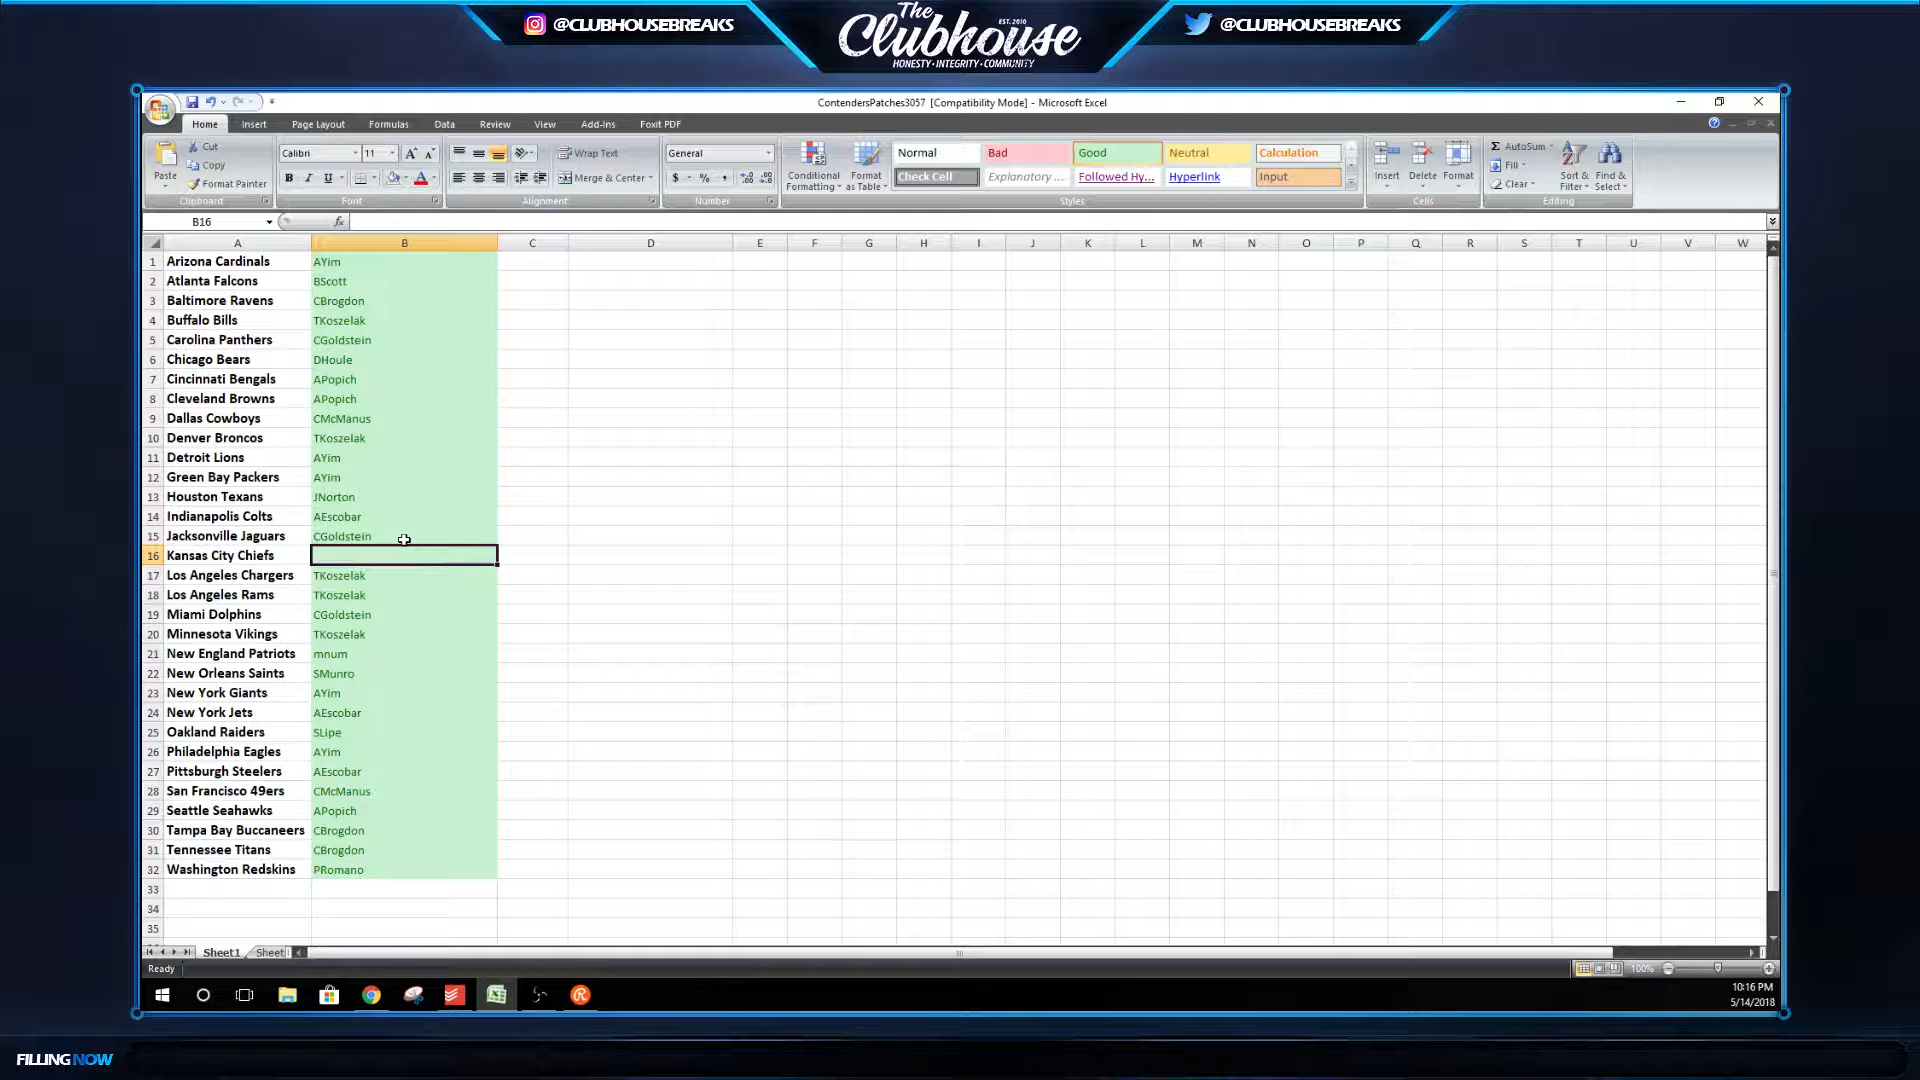 @CLUBHOUSEBREAKS
The Clubhouse
EST. 2010
HONESTY • INTEGRITY • COMMUNITY
@CLUBHOUSEBREAKS
ContendersPatches3057 [Compatibility Mode] - Microsoft Excel
Home Insert Page Layout Formulas Data Review View Add-Ins Foxit PDF
Paste Cut Copy Format Painter
Clipboard
Calibri 11
B I U A
Font
Wrap Text
Merge & Center
Alignment
General
$ % ,
Number
Conditional Formatting Format as Table
Normal Bad Good Neutral Calculation
Check Cell Explanatory ... Followed Hy... Hyperlink Input
Styles
Insert Delete Format
Cells
Σ AutoSum
Fill
Clear
Sort & Filter Find & Select
Editing
B16 fx
A B C D E F G H I J K L M N O P Q R S T U V W
1 Arizona Cardinals AYim
2 Atlanta Falcons BScott
3 Baltimore Ravens CBrogdon
4 Buffalo Bills TKoszelak
5 Carolina Panthers CGoldstein
6 Chicago Bears DHoule
7 Cincinnati Bengals APopich
8 Cleveland Browns APopich
9 Dallas Cowboys CMcManus
10 Denver Broncos TKoszelak
11 Detroit Lions AYim
12 Green Bay Packers AYim
13 Houston Texans JNorton
14 Indianapolis Colts AEscobar
15 Jacksonville Jaguars CGoldstein
16 Kansas City Chiefs
17 Los Angeles Chargers TKoszelak
18 Los Angeles Rams TKoszelak
19 Miami Dolphins CGoldstein
20 Minnesota Vikings TKoszelak
21 New England Patriots mnum
22 New Orleans Saints SMunro
23 New York Giants AYim
24 New York Jets AEscobar
25 Oakland Raiders SLipe
26 Philadelphia Eagles AYim
27 Pittsburgh Steelers AEscobar
28 San Francisco 49ers CMcManus
29 Seattle Seahawks APopich
30 Tampa Bay Buccaneers CBrogdon
31 Tennessee Titans CBrogdon
32 Washington Redskins PRomano
33
34
35
Sheet1 Sheet
Ready 100%
10:16 PM
5/14/2018
FILLING NOW